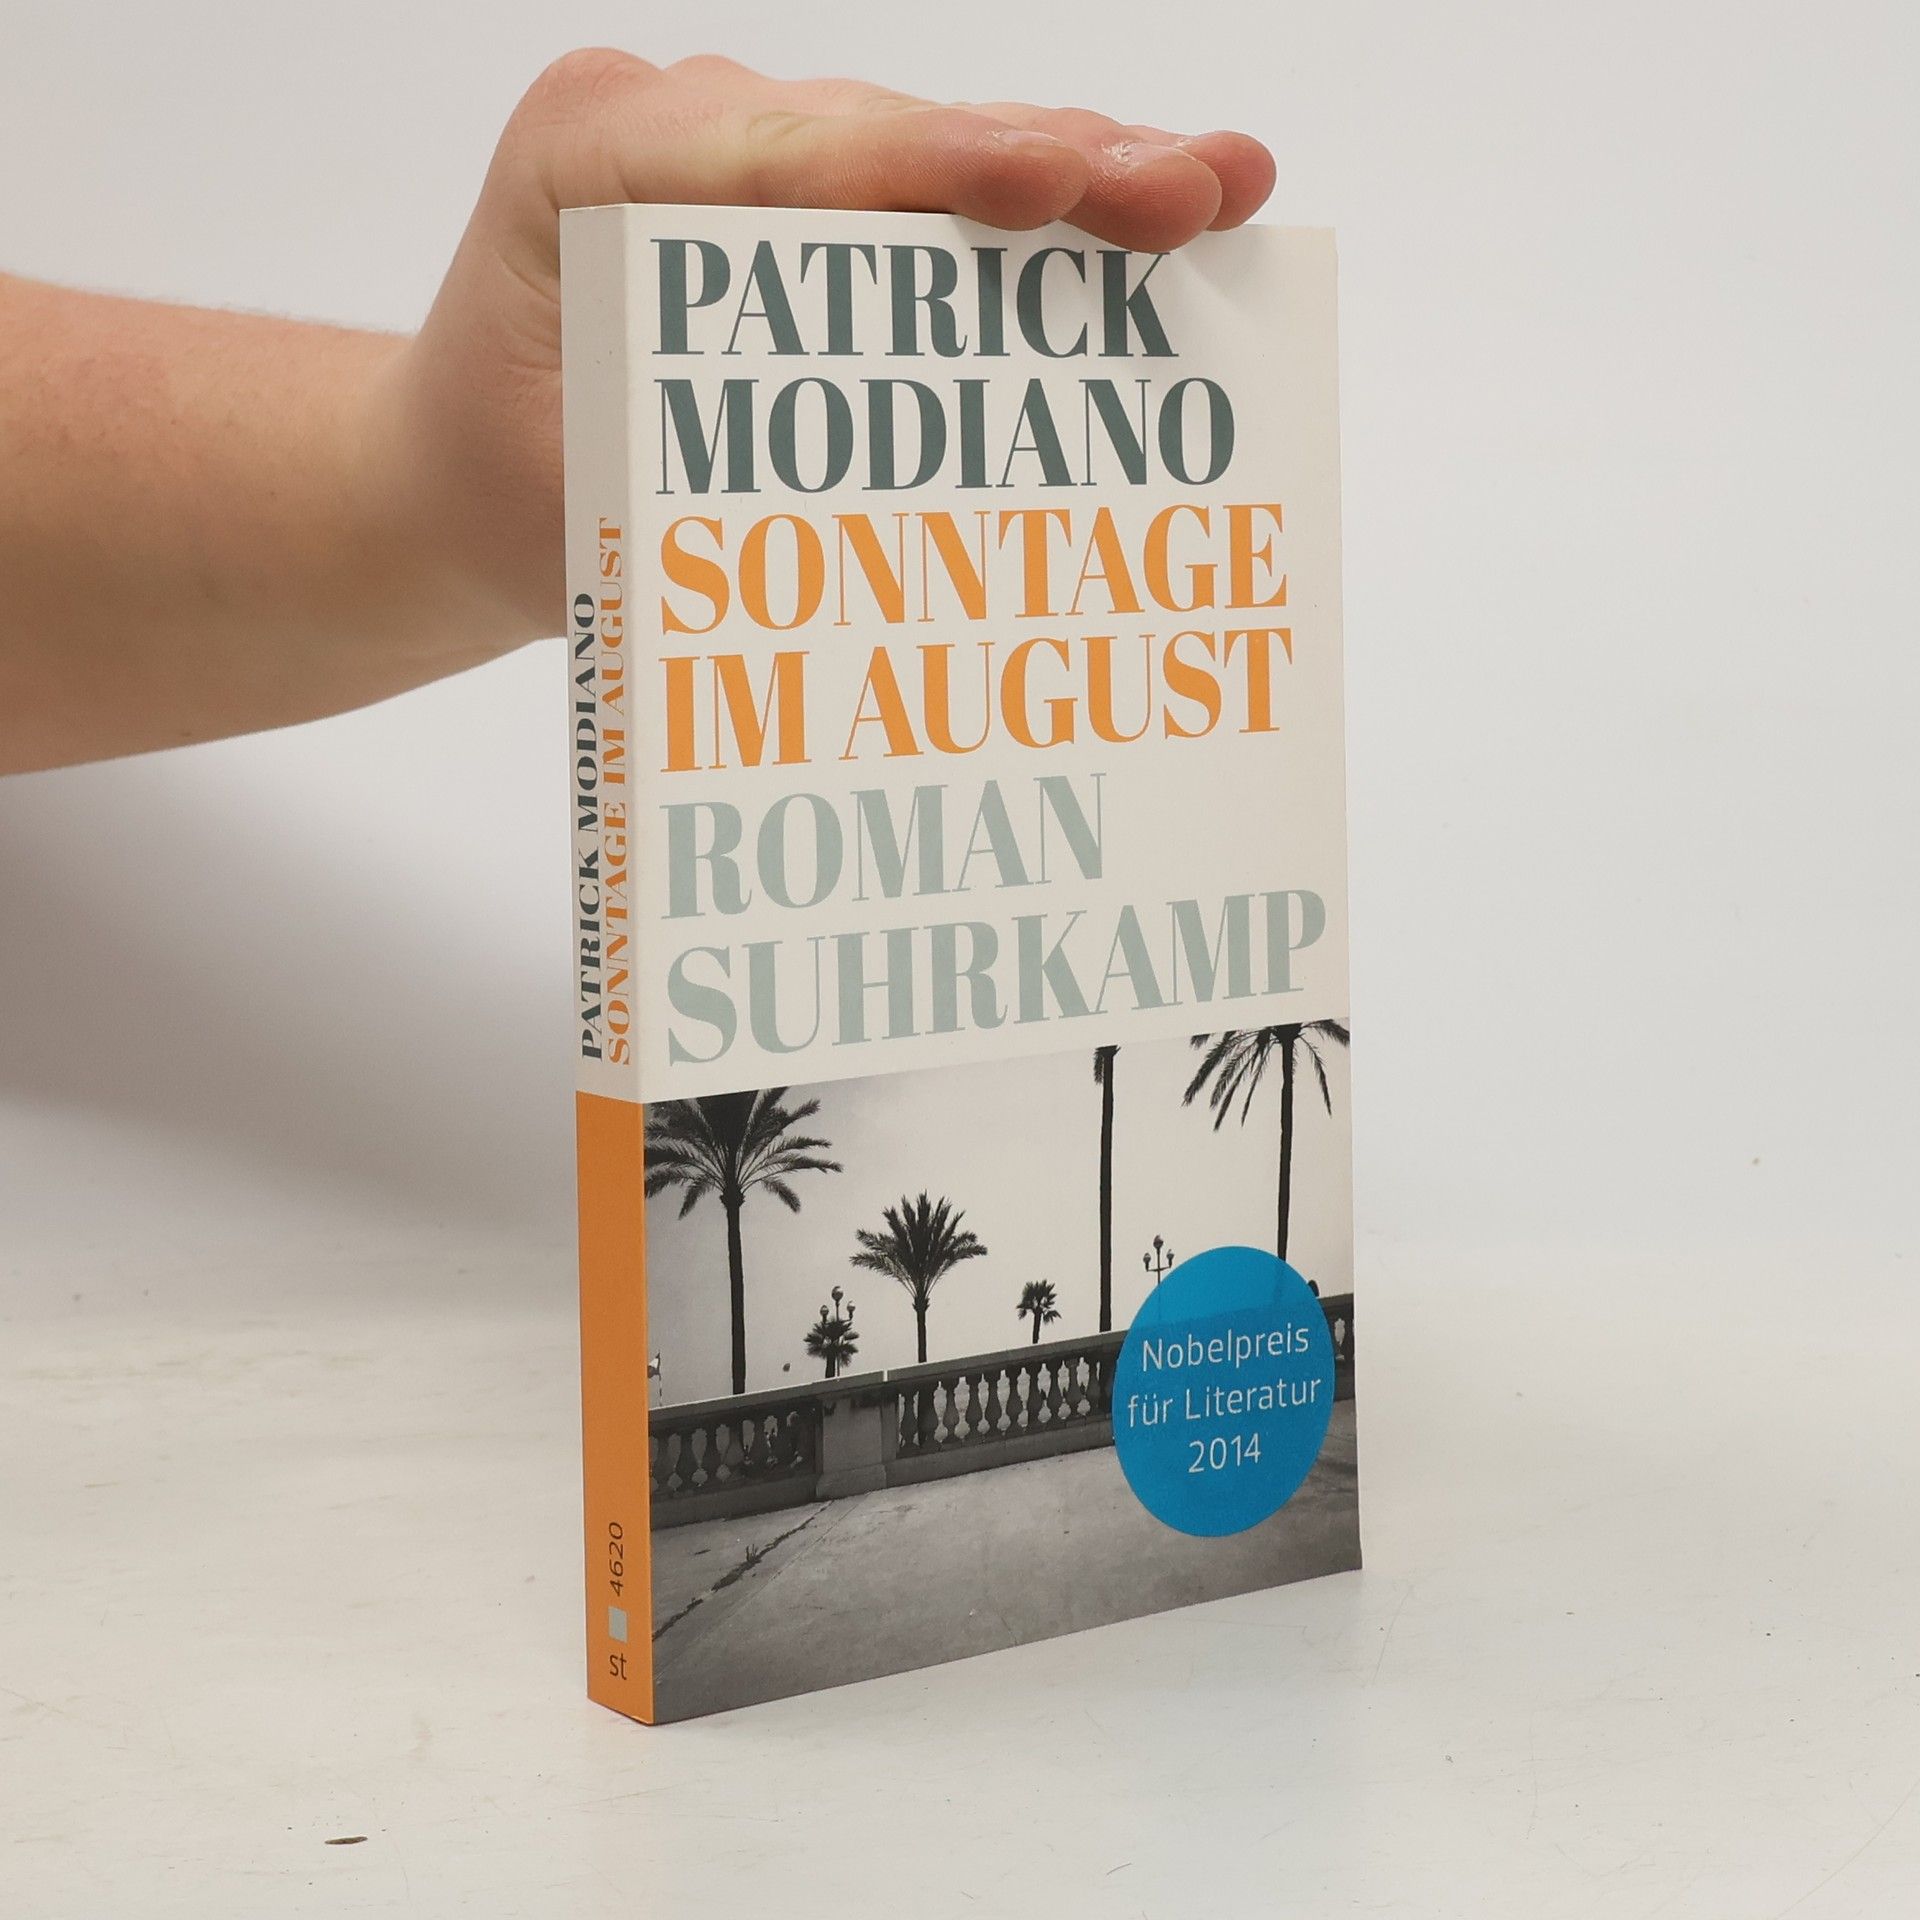 PATRICK
MODIANO
SONNTAGE
IM AUGUST
ROMAN
SUHRKAMP
Nobelpreis
für Literatur
2014
PATRICK MODIANO
SONNTAGE IM AUGUST
st 4620